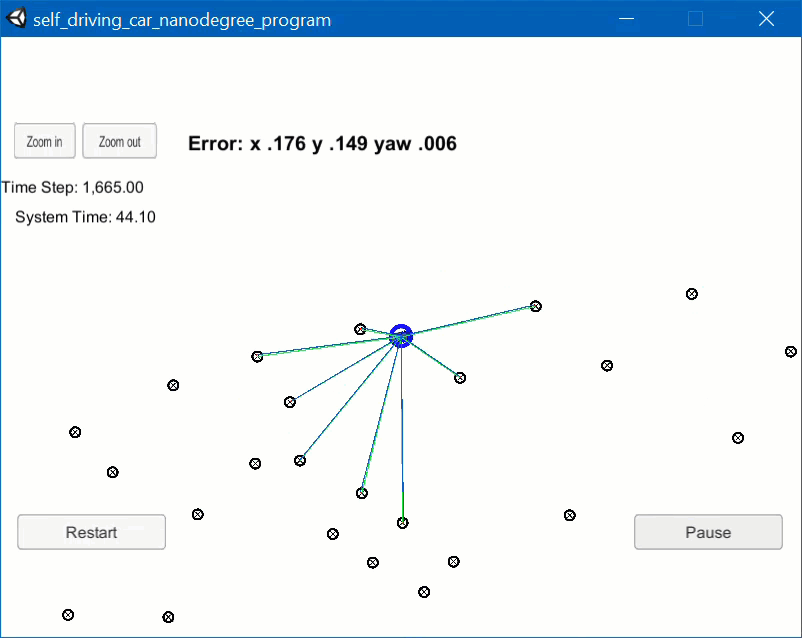 self_driving_car_nanodegree_program
Zoom in
Zoom out
Error: x .176 y .149 yaw .006
Time Step: 1,665.00
System Time: 44.10
Restart
Pause